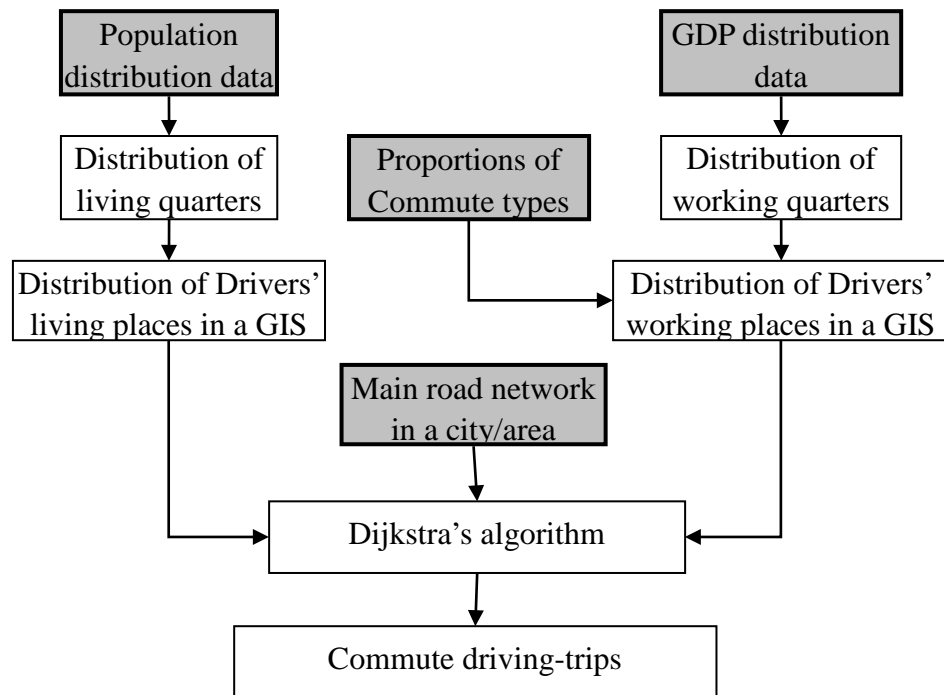 Population
distribution data
GDP distribution
data
Distribution of
living quarters
Proportions of
Commute types
Distribution of
working quarters
Distribution of Drivers’
living places in a GIS
Distribution of Drivers’
working places in a GIS
Main road network
in a city/area
Dijkstra’s algorithm
Commute driving-trips